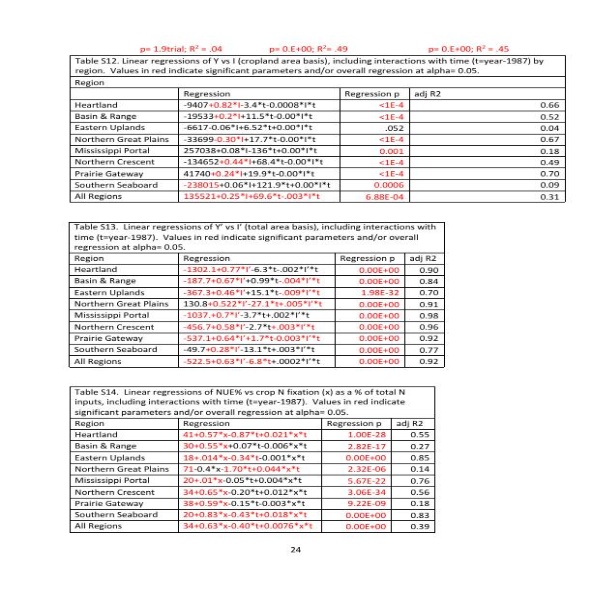 p= 1.9trial; R² = .04 p= 0.E+00; R²= .49 p= 0.E+00; R² = .45
Table S12. Linear regressions of Y vs I (cropland area basis), including interactions with time (t=year-1987) by
region. Values in red indicate significant parameters and/or overall regression at alpha= 0.05.
Region
Regression Regression p adj R2
Heartland -9407+0.82*I-3.4*t-0.0008*I*t <1E-4 0.66
Basin & Range -19533+0.2*I+11.5*t-0.00*I*t <1E-4 0.52
Eastern Uplands -6617-0.06*I+6.52*t+0.00*I*t .052 0.04
Northern Great Plains -33699-0.30*I+17.7*t-0.00*I*t <1E-4 0.67
Mississippi Portal 257038+0.08*I-136*t+0.00*I*t 0.001 0.18
Northern Crescent -134652+0.44*I+68.4*t-0.00*I*t <1E-4 0.49
Prairie Gateway 41740+0.24*I+19.9*t-0.00*I*t <1E-4 0.70
Southern Seaboard -238015+0.06*I+121.9*t+0.00*I*t 0.0006 0.09
All Regions 135521+0.25*I+69.6*t-.003*I*t 6.88E-04 0.31
Table S13. Linear regressions of Y' vs I' (total area basis), including interactions with
time (t=year-1987). Values in red indicate significant parameters and/or overall
regression at alpha= 0.05.
Region Regression Regression p adj R2
Heartland -1302.1+0.77*I'-6.3*t-.002*I'*t 0.00E+00 0.90
Basin & Range -187.7+0.67*I'+0.99*t-.004*I'*t 0.00E+00 0.84
Eastern Uplands -367.3+0.46*I'+15.1*t-.009*I'*t 1.98E-32 0.70
Northern Great Plains 130.8+0.522*I'-27.1*t+.005*I'*t 0.00E+00 0.91
Mississippi Portal -1037.+0.7*I'-3.7*t+.002*I'*t 0.00E+00 0.98
Northern Crescent -456.7+0.58*I'-2.7*t+.003*I'*t 0.00E+00 0.96
Prairie Gateway -537.1+0.64*I'+1.7*t-0.003*I'*t 0.00E+00 0.92
Southern Seaboard -49.7+0.28*I'-13.1*t+.003*I'*t 0.00E+00 0.77
All Regions -522.5+0.63*I'-6.8*t+.0002*I'*t 0.00E+00 0.92
Table S14. Linear regressions of NUE% vs crop N fixation (x) as a % of total N
inputs, including interactions with time (t=year-1987). Values in red indicate
significant parameters and/or overall regression at alpha= 0.05.
Region Regression Regression p adj R2
Heartland 41+0.57*x-0.87*t+0.021*x*t 1.00E-28 0.55
Basin & Range 30+0.55*x+0.07*t-0.006*x*t 2.82E-17 0.27
Eastern Uplands 18+.014*x-0.34*t-0.001*x*t 0.00E+00 0.85
Northern Great Plains 71-0.4*x-1.70*t+0.044*x*t 2.32E-06 0.14
Mississippi Portal 20+.01*x-0.05*t+0.004*x*t 5.67E-22 0.76
Northern Crescent 34+0.65*x-0.20*t+0.012*x*t 3.06E-34 0.56
Prairie Gateway 38+0.59*x-0.15*t-0.003*x*t 9.22E-09 0.18
Southern Seaboard 20+0.83*x-0.43*t+0.018*x*t 0.00E+00 0.83
All Regions 34+0.63*x-0.40*t+0.0076*x*t 0.00E+00 0.39
24